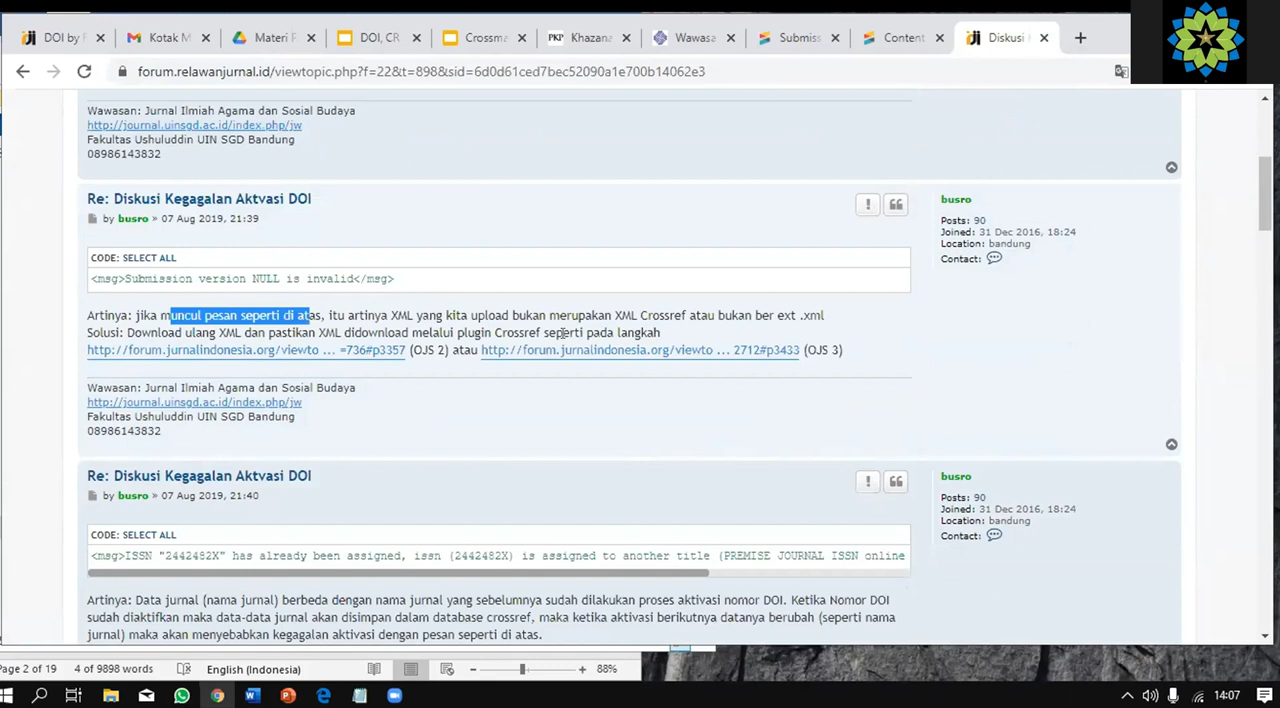 DOI by F
Kotak M
Materi F
DOI, CR
Crossma
PKP Khazana
Wawasa
Submiss
Content
Diskusi
forum.relawanjurnal.id/viewtopic.php?f=22&t=898&sid=6d0d61ced7bec52090a1e700b14062e3
Wawasan: Jurnal Ilmiah Agama dan Sosial Budaya
http://journal.uinsgd.ac.id/index.php/jw
Fakultas Ushuluddin UIN SGD Bandung
08986143832
Re: Diskusi Kegagalan Aktvasi DOI
by busro » 07 Aug 2019, 21:39
busro
Posts: 90
Joined: 31 Dec 2016, 18:24
Location: bandung
Contact:
CODE: SELECT ALL
<msg>Submission version NULL is invalid</msg>
Artinya: jika muncul pesan seperti di atas, itu artinya XML yang kita upload bukan merupakan XML Crossref atau bukan ber ext .xml
Solusi: Download ulang XML dan pastikan XML didownload melalui plugin Crossref seperti pada langkah
http://forum.jurnalindonesia.org/viewto ... =736#p3357 (OJS 2) atau http://forum.jurnalindonesia.org/viewto ... 2712#p3433 (OJS 3)
Wawasan: Jurnal Ilmiah Agama dan Sosial Budaya
http://journal.uinsgd.ac.id/index.php/jw
Fakultas Ushuluddin UIN SGD Bandung
08986143832
Re: Diskusi Kegagalan Aktvasi DOI
by busro » 07 Aug 2019, 21:40
busro
Posts: 90
Joined: 31 Dec 2016, 18:24
Location: bandung
Contact:
CODE: SELECT ALL
<msg>ISSN "2442482X" has already been assigned, issn (2442482X) is assigned to another title (PREMISE JOURNAL ISSN online
Artinya: Data jurnal (nama jurnal) berbeda dengan nama jurnal yang sebelumnya sudah dilakukan proses aktivasi nomor DOI. Ketika Nomor DOI
sudah diaktifkan maka data-data jurnal akan disimpan dalam database crossref, maka ketika aktivasi berikutnya datanya berubah (seperti nama
jurnal) maka akan menyebabkan kegagalan aktivasi dengan pesan seperti di atas.
Page 2 of 19
4 of 9898 words
English (Indonesia)
88%
14:07